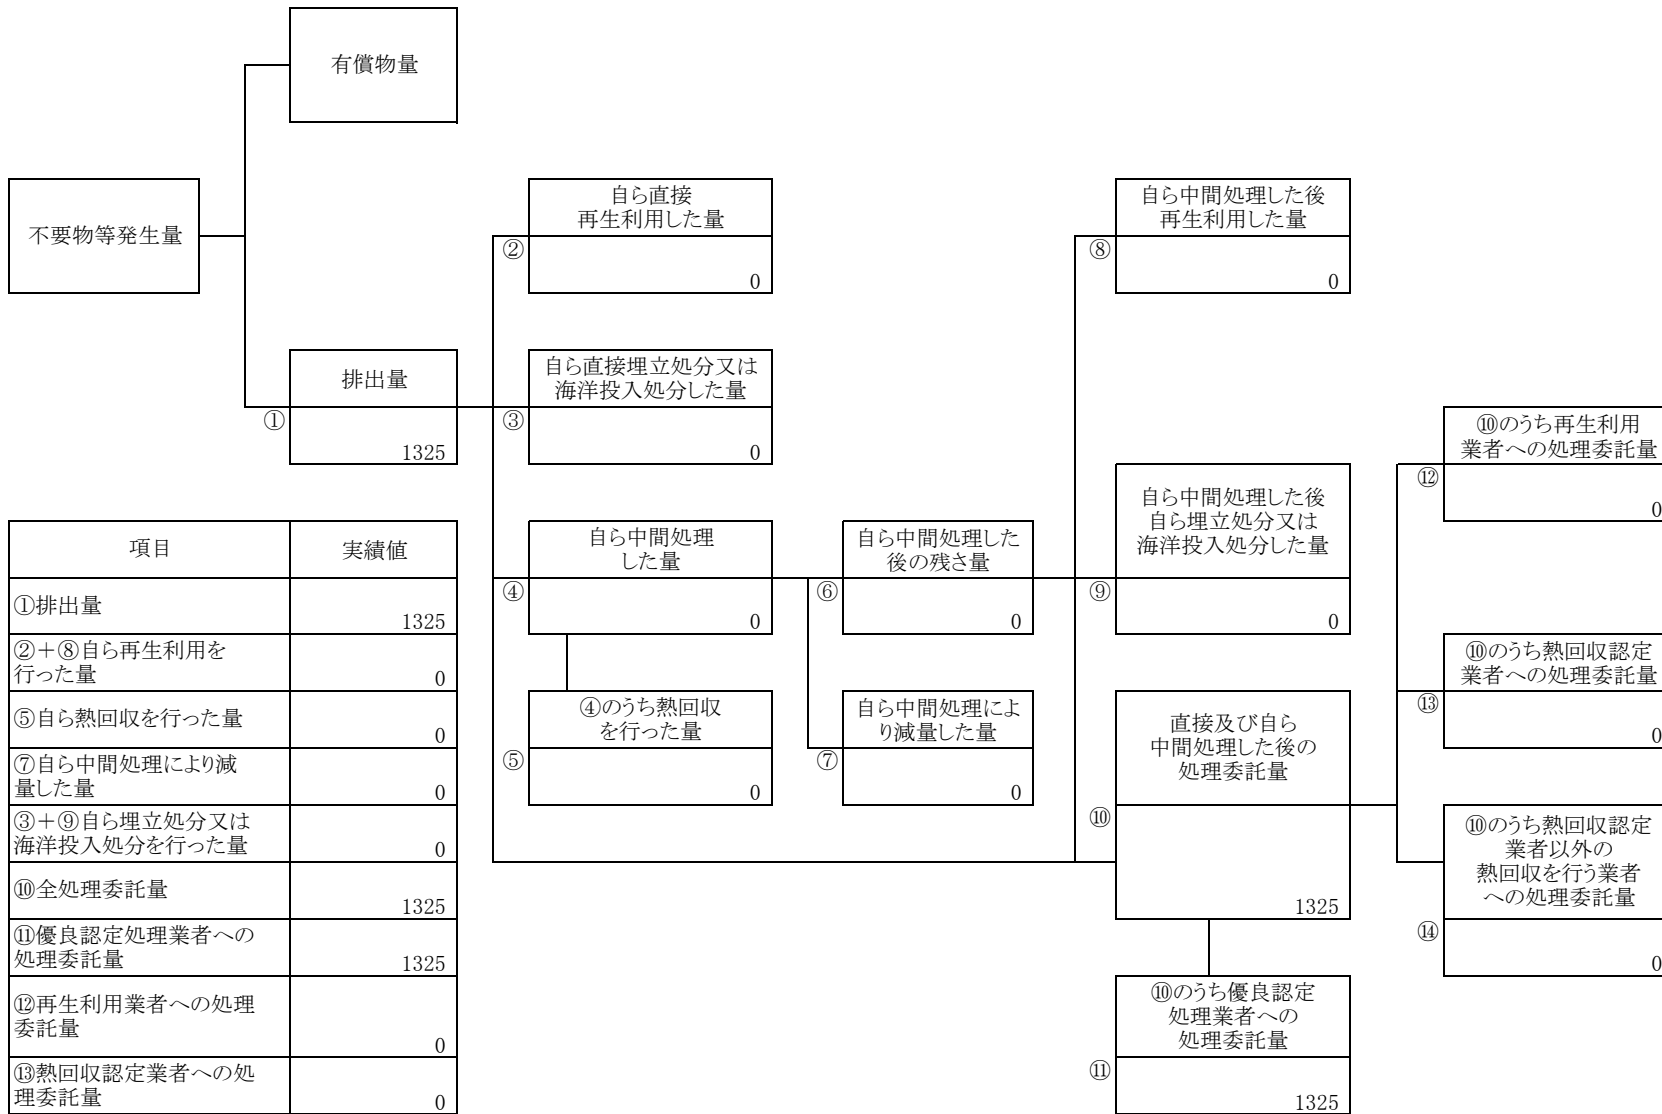 有償物量
不要物等発生量
自ら直接
再生利用した量
②
0
自ら中間処理した後
再生利用した量
⑧
0
排出量
①
1325
自ら直接埋立処分又は
海洋投入処分した量
③
0
⑩のうち再生利用
業者への処理委託量
⑫
0
自ら中間処理した後
自ら埋立処分又は
海洋投入処分した量
⑨
0
自ら中間処理
した量
④
0
自ら中間処理した
後の残さ量
⑥
0
⑩のうち熱回収認定
業者への処理委託量
⑬
0
④のうち熱回収
を行った量
⑤
0
自ら中間処理によ
り減量した量
⑦
0
直接及び自ら
中間処理した後の
処理委託量
⑩
1325
⑩のうち熱回収認定
業者以外の
熱回収を行う業者
への処理委託量
⑭
0
⑩のうち優良認定
処理業者への
処理委託量
⑪
1325
項目 実績値
①排出量 1325
②＋⑧自ら再生利用を
行った量 0
⑤自ら熱回収を行った量 0
⑦自ら中間処理により減
量した量 0
③＋⑨自ら埋立処分又は
海洋投入処分を行った量 0
⑩全処理委託量 1325
⑪優良認定処理業者への
処理委託量 1325
⑫再生利用業者への処理
委託量 0
⑬熱回収認定業者への処
理委託量 0